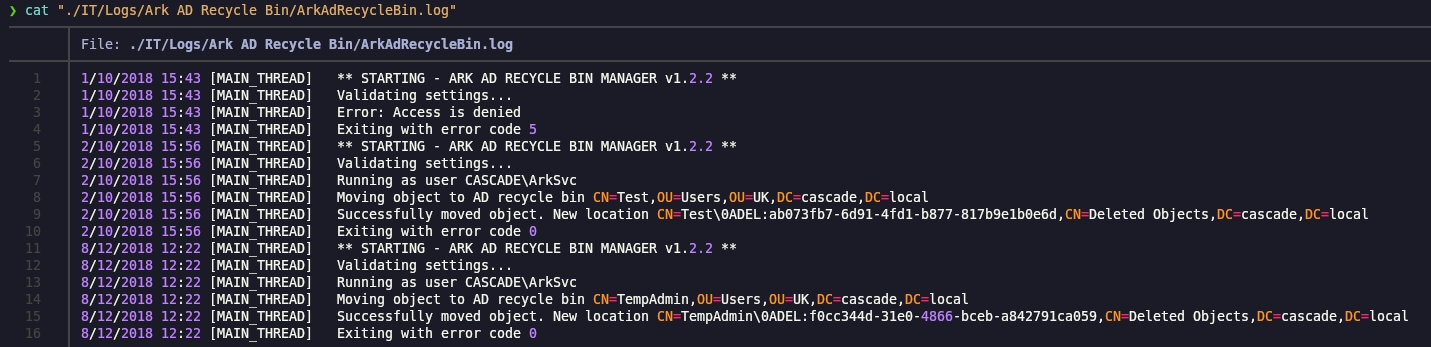 ❯ cat "./IT/Logs/Ark AD Recycle Bin/ArkAdRecycleBin.log"
File: ./IT/Logs/Ark AD Recycle Bin/ArkAdRecycleBin.log
1 1/10/2018 15:43 [MAIN_THREAD] ** STARTING - ARK AD RECYCLE BIN MANAGER v1.2.2 **
2 1/10/2018 15:43 [MAIN_THREAD] Validating settings...
3 1/10/2018 15:43 [MAIN_THREAD] Error: Access is denied
4 1/10/2018 15:43 [MAIN_THREAD] Exiting with error code 5
5 2/10/2018 15:56 [MAIN_THREAD] ** STARTING - ARK AD RECYCLE BIN MANAGER v1.2.2 **
6 2/10/2018 15:56 [MAIN_THREAD] Validating settings...
7 2/10/2018 15:56 [MAIN_THREAD] Running as user CASCADE\ArkSvc
8 2/10/2018 15:56 [MAIN_THREAD] Moving object to AD recycle bin CN=Test,OU=Users,OU=UK,DC=cascade,DC=local
9 2/10/2018 15:56 [MAIN_THREAD] Successfully moved object. New location CN=Test\0ADEL:ab073fb7-6d91-4fd1-b877-817b9e1b0e6d,CN=Deleted Objects,DC=cascade,DC=local
10 2/10/2018 15:56 [MAIN_THREAD] Exiting with error code 0
11 8/12/2018 12:22 [MAIN_THREAD] ** STARTING - ARK AD RECYCLE BIN MANAGER v1.2.2 **
12 8/12/2018 12:22 [MAIN_THREAD] Validating settings...
13 8/12/2018 12:22 [MAIN_THREAD] Running as user CASCADE\ArkSvc
14 8/12/2018 12:22 [MAIN_THREAD] Moving object to AD recycle bin CN=TempAdmin,OU=Users,OU=UK,DC=cascade,DC=local
15 8/12/2018 12:22 [MAIN_THREAD] Successfully moved object. New location CN=TempAdmin\0ADEL:f0cc344d-31e0-4866-bceb-a842791ca059,CN=Deleted Objects,DC=cascade,DC=local
16 8/12/2018 12:22 [MAIN_THREAD] Exiting with error code 0